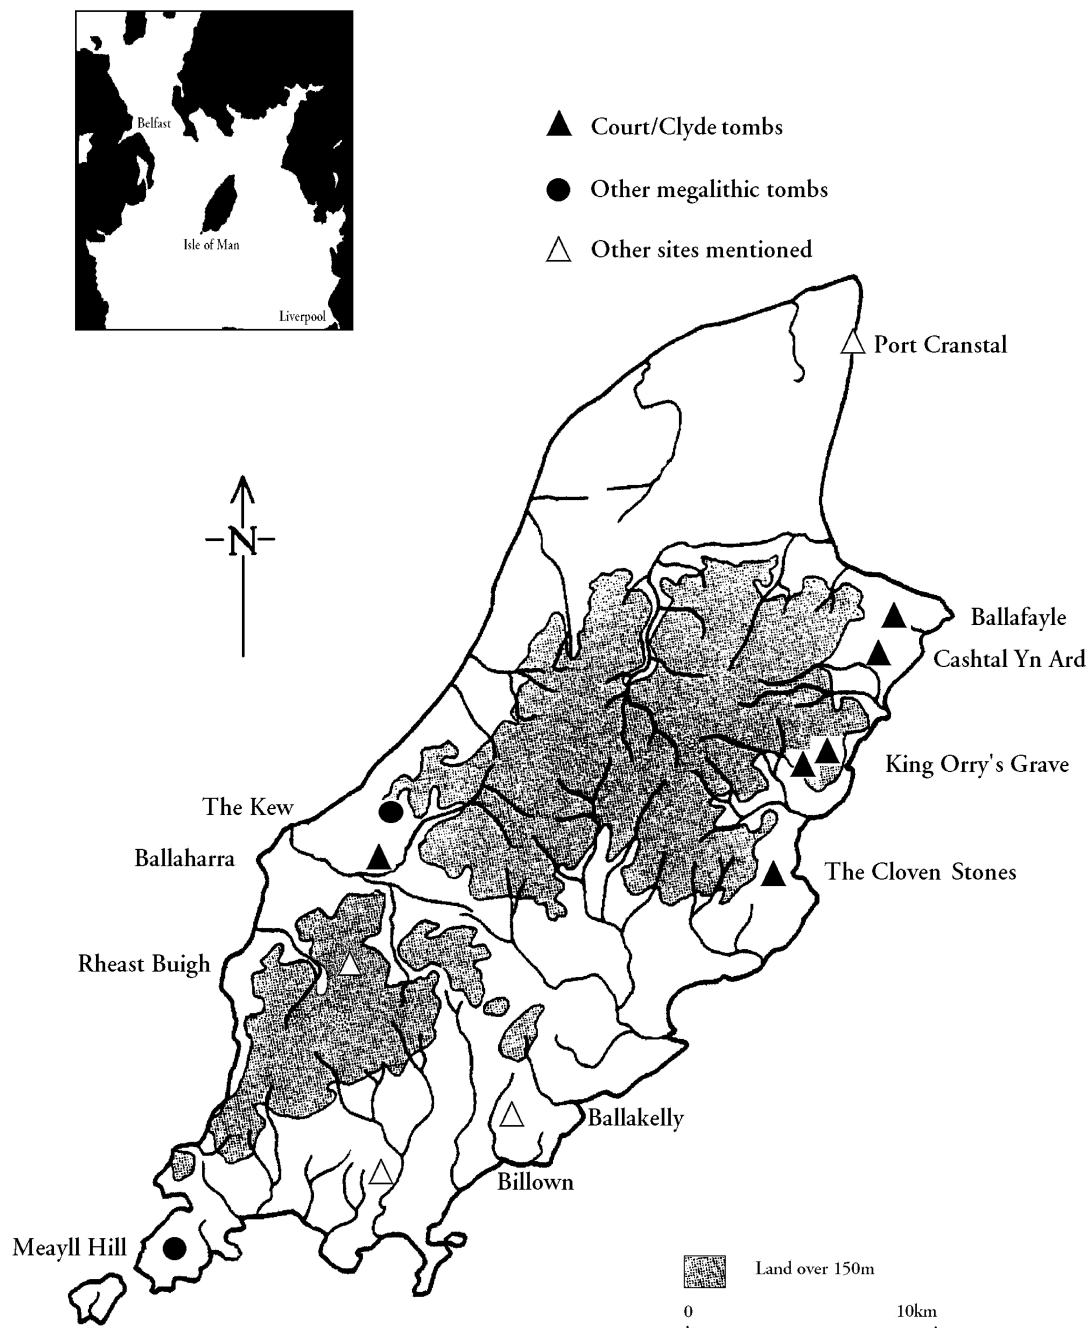 Belfast
Isle of Man
Liverpool
Court/Clyde tombs
Other megalithic tombs
Other sites mentioned
Port Cranstal
N
Ballafayle
Cashtal Yn Ard
King Orry's Grave
The Kew
Ballaharra
The Cloven Stones
Rheast Buigh
Ballakelly
Billown
Meayll Hill
Land over 150m
0 10km